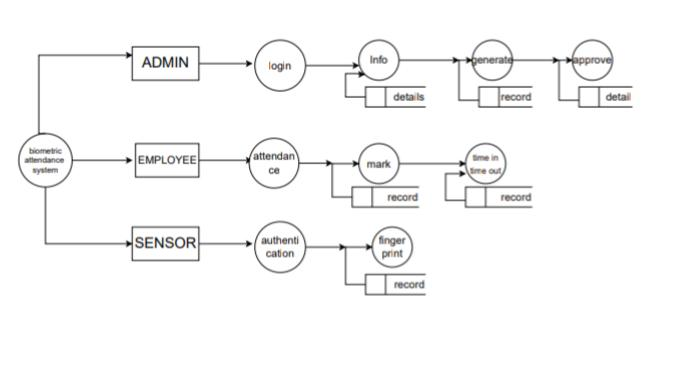 ADMIN
login
Info
generate
approve
details
record
detail
biometric
attendance
system
EMPLOYEE
attendan
ce
mark
time in
time out
record
record
SENSOR
authenti
cation
finger
print
record